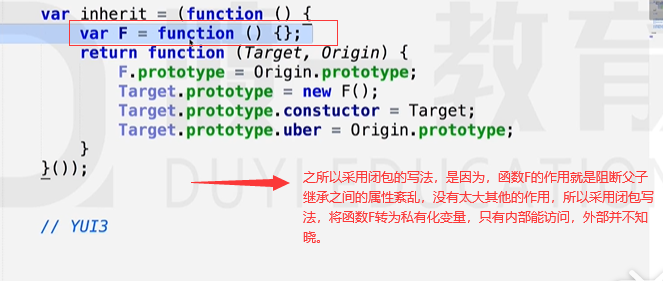 var inherit = (function () {
var F = function () {};
return function (Target, Origin) {
F.prototype = Origin.prototype;
Target.prototype = new F();
Target.prototype.constuctor = Target;
Target.prototype.uber = Origin.prototype;
}
}());
之所以采用闭包的写法，是因为，函数F的作用就是阻断父子
继承之间的属性紊乱，没有太大其他的作用，所以采用闭包写
法，将函数F转为私有化变量，只有内部能访问，外部并不知
晓。
DUYI EDUCATION
// YUI3